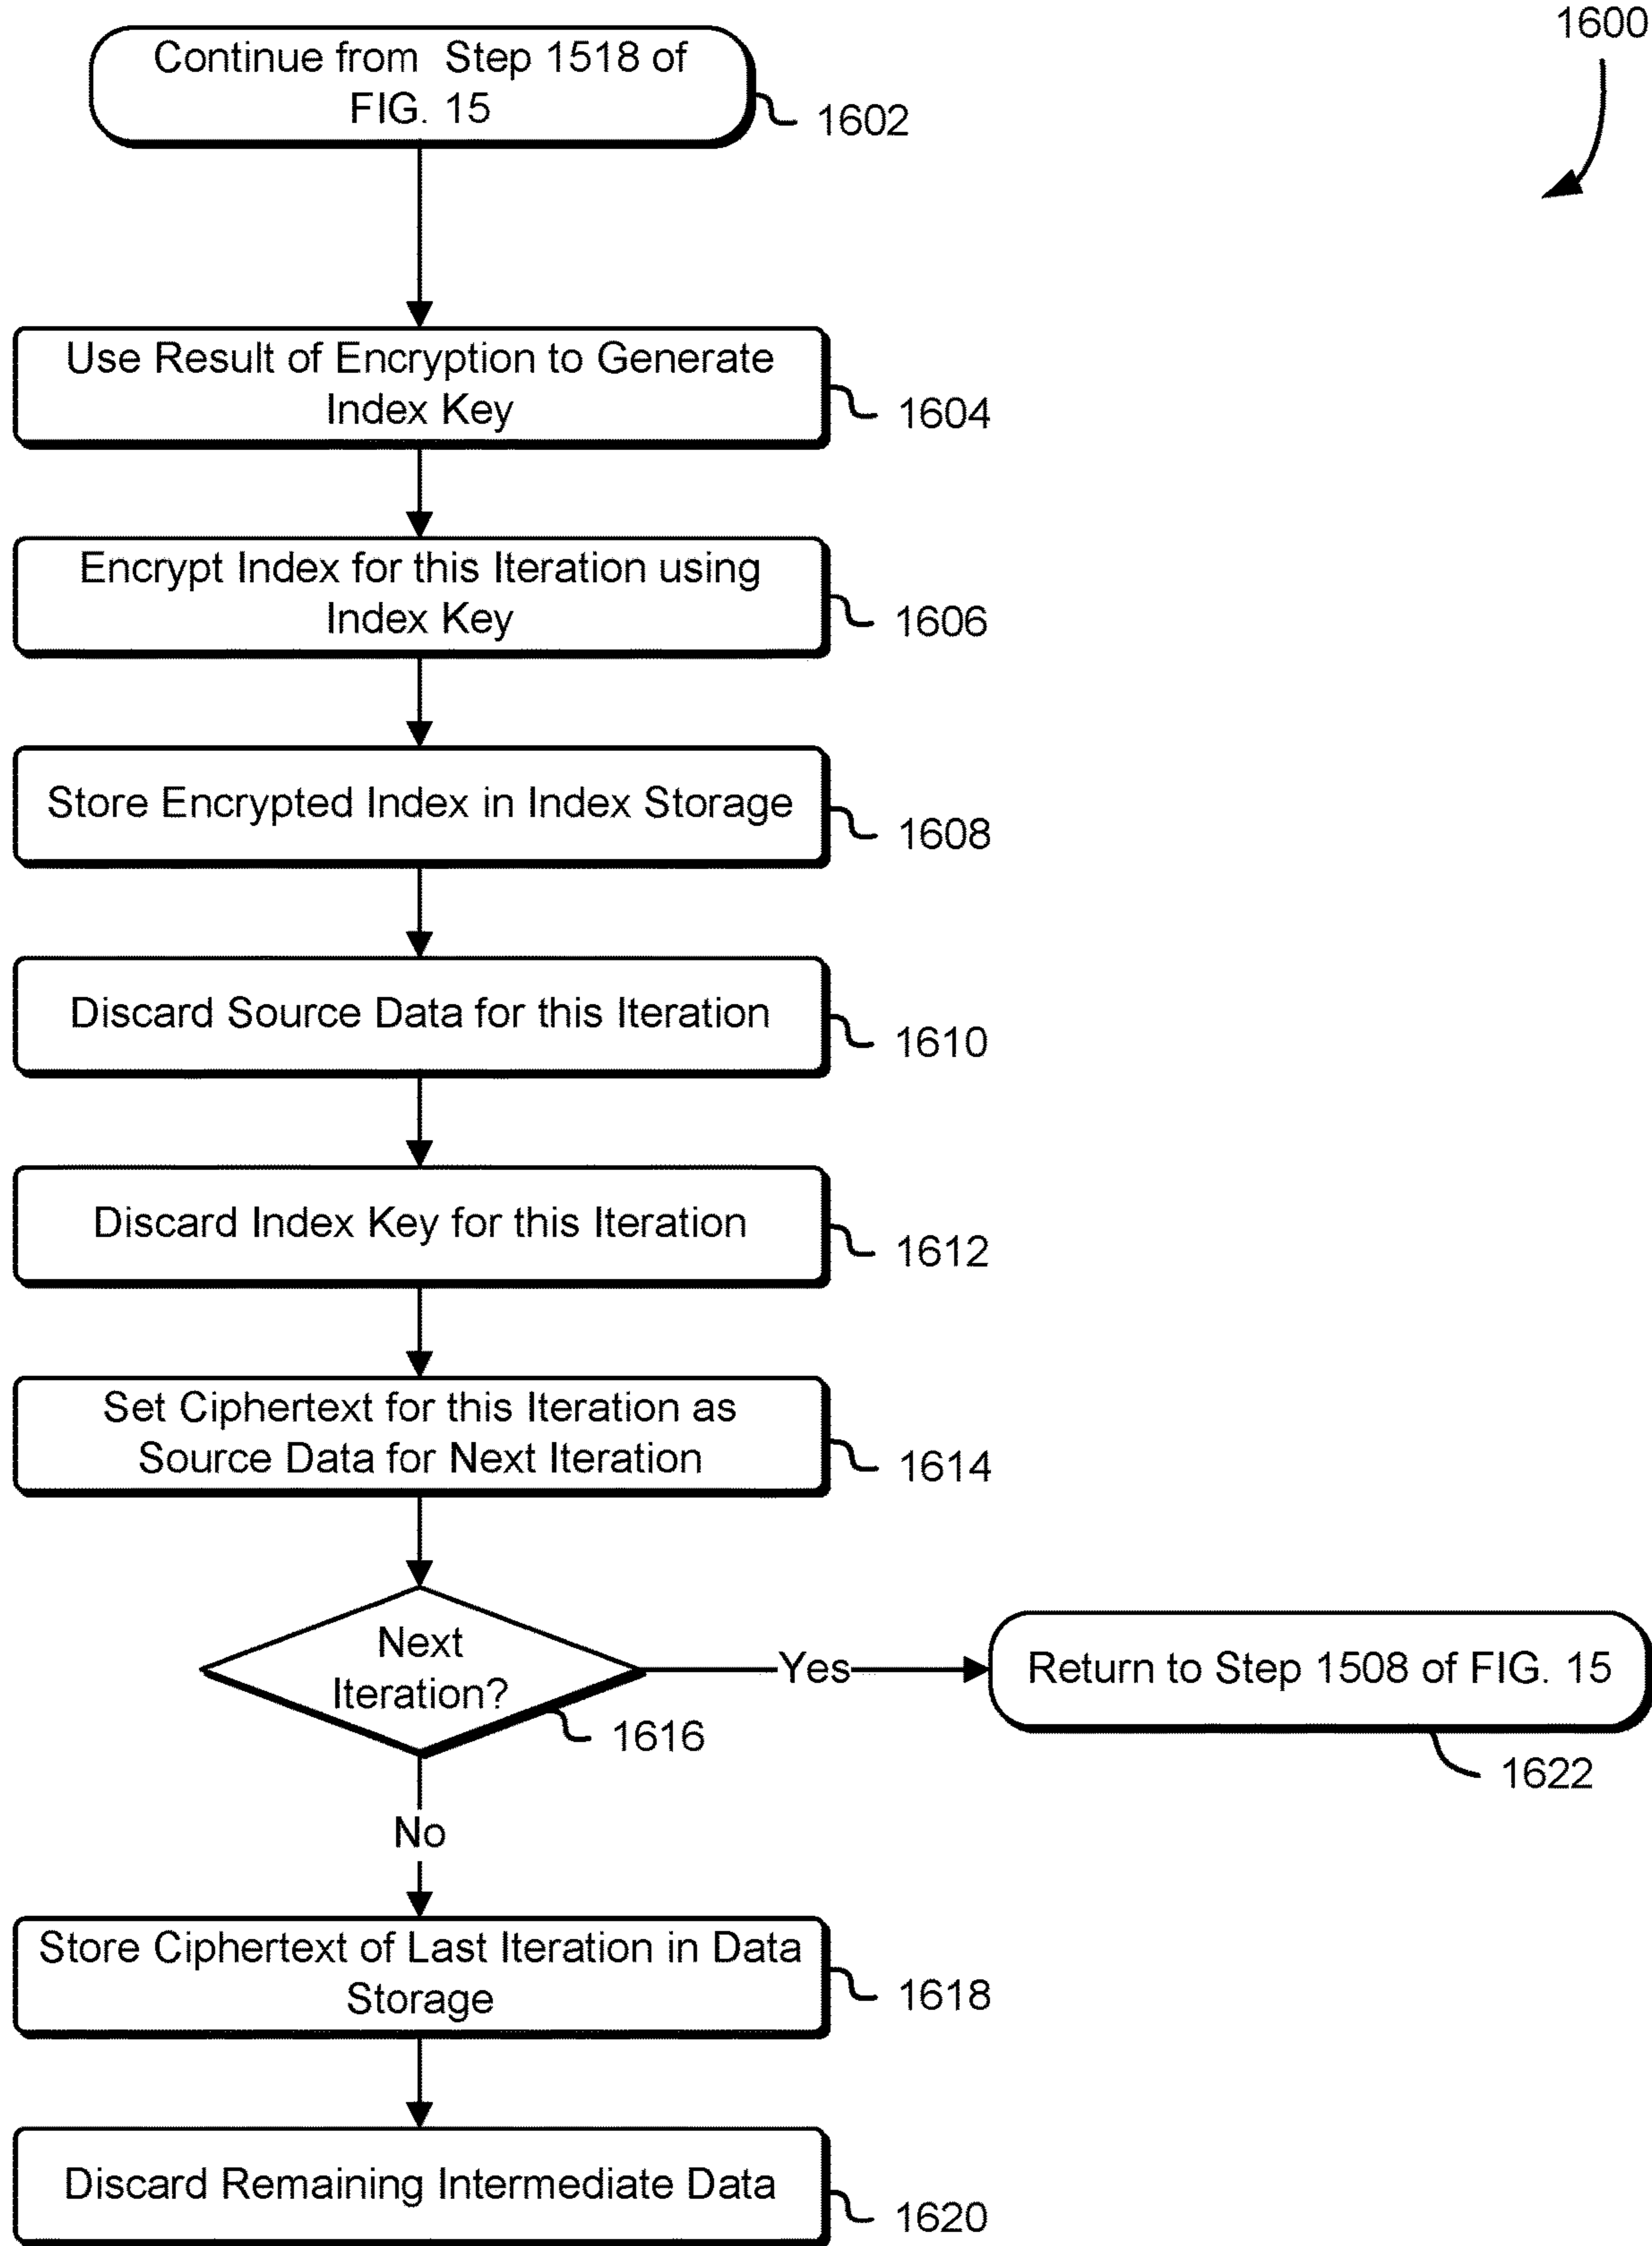 1600
Continue from Step 1518 of
FIG. 15
1602
Use Result of Encryption to Generate
Index Key
1604
Encrypt Index for this Iteration using
Index Key
1606
Store Encrypted Index in Index Storage
1608
Discard Source Data for this Iteration
1610
Discard Index Key for this Iteration
1612
Set Ciphertext for this Iteration as
Source Data for Next Iteration
1614
Next
Iteration?
1616
Yes
Return to Step 1508 of FIG. 15
1622
No
Store Ciphertext of Last Iteration in Data
Storage
1618
Discard Remaining Intermediate Data
1620